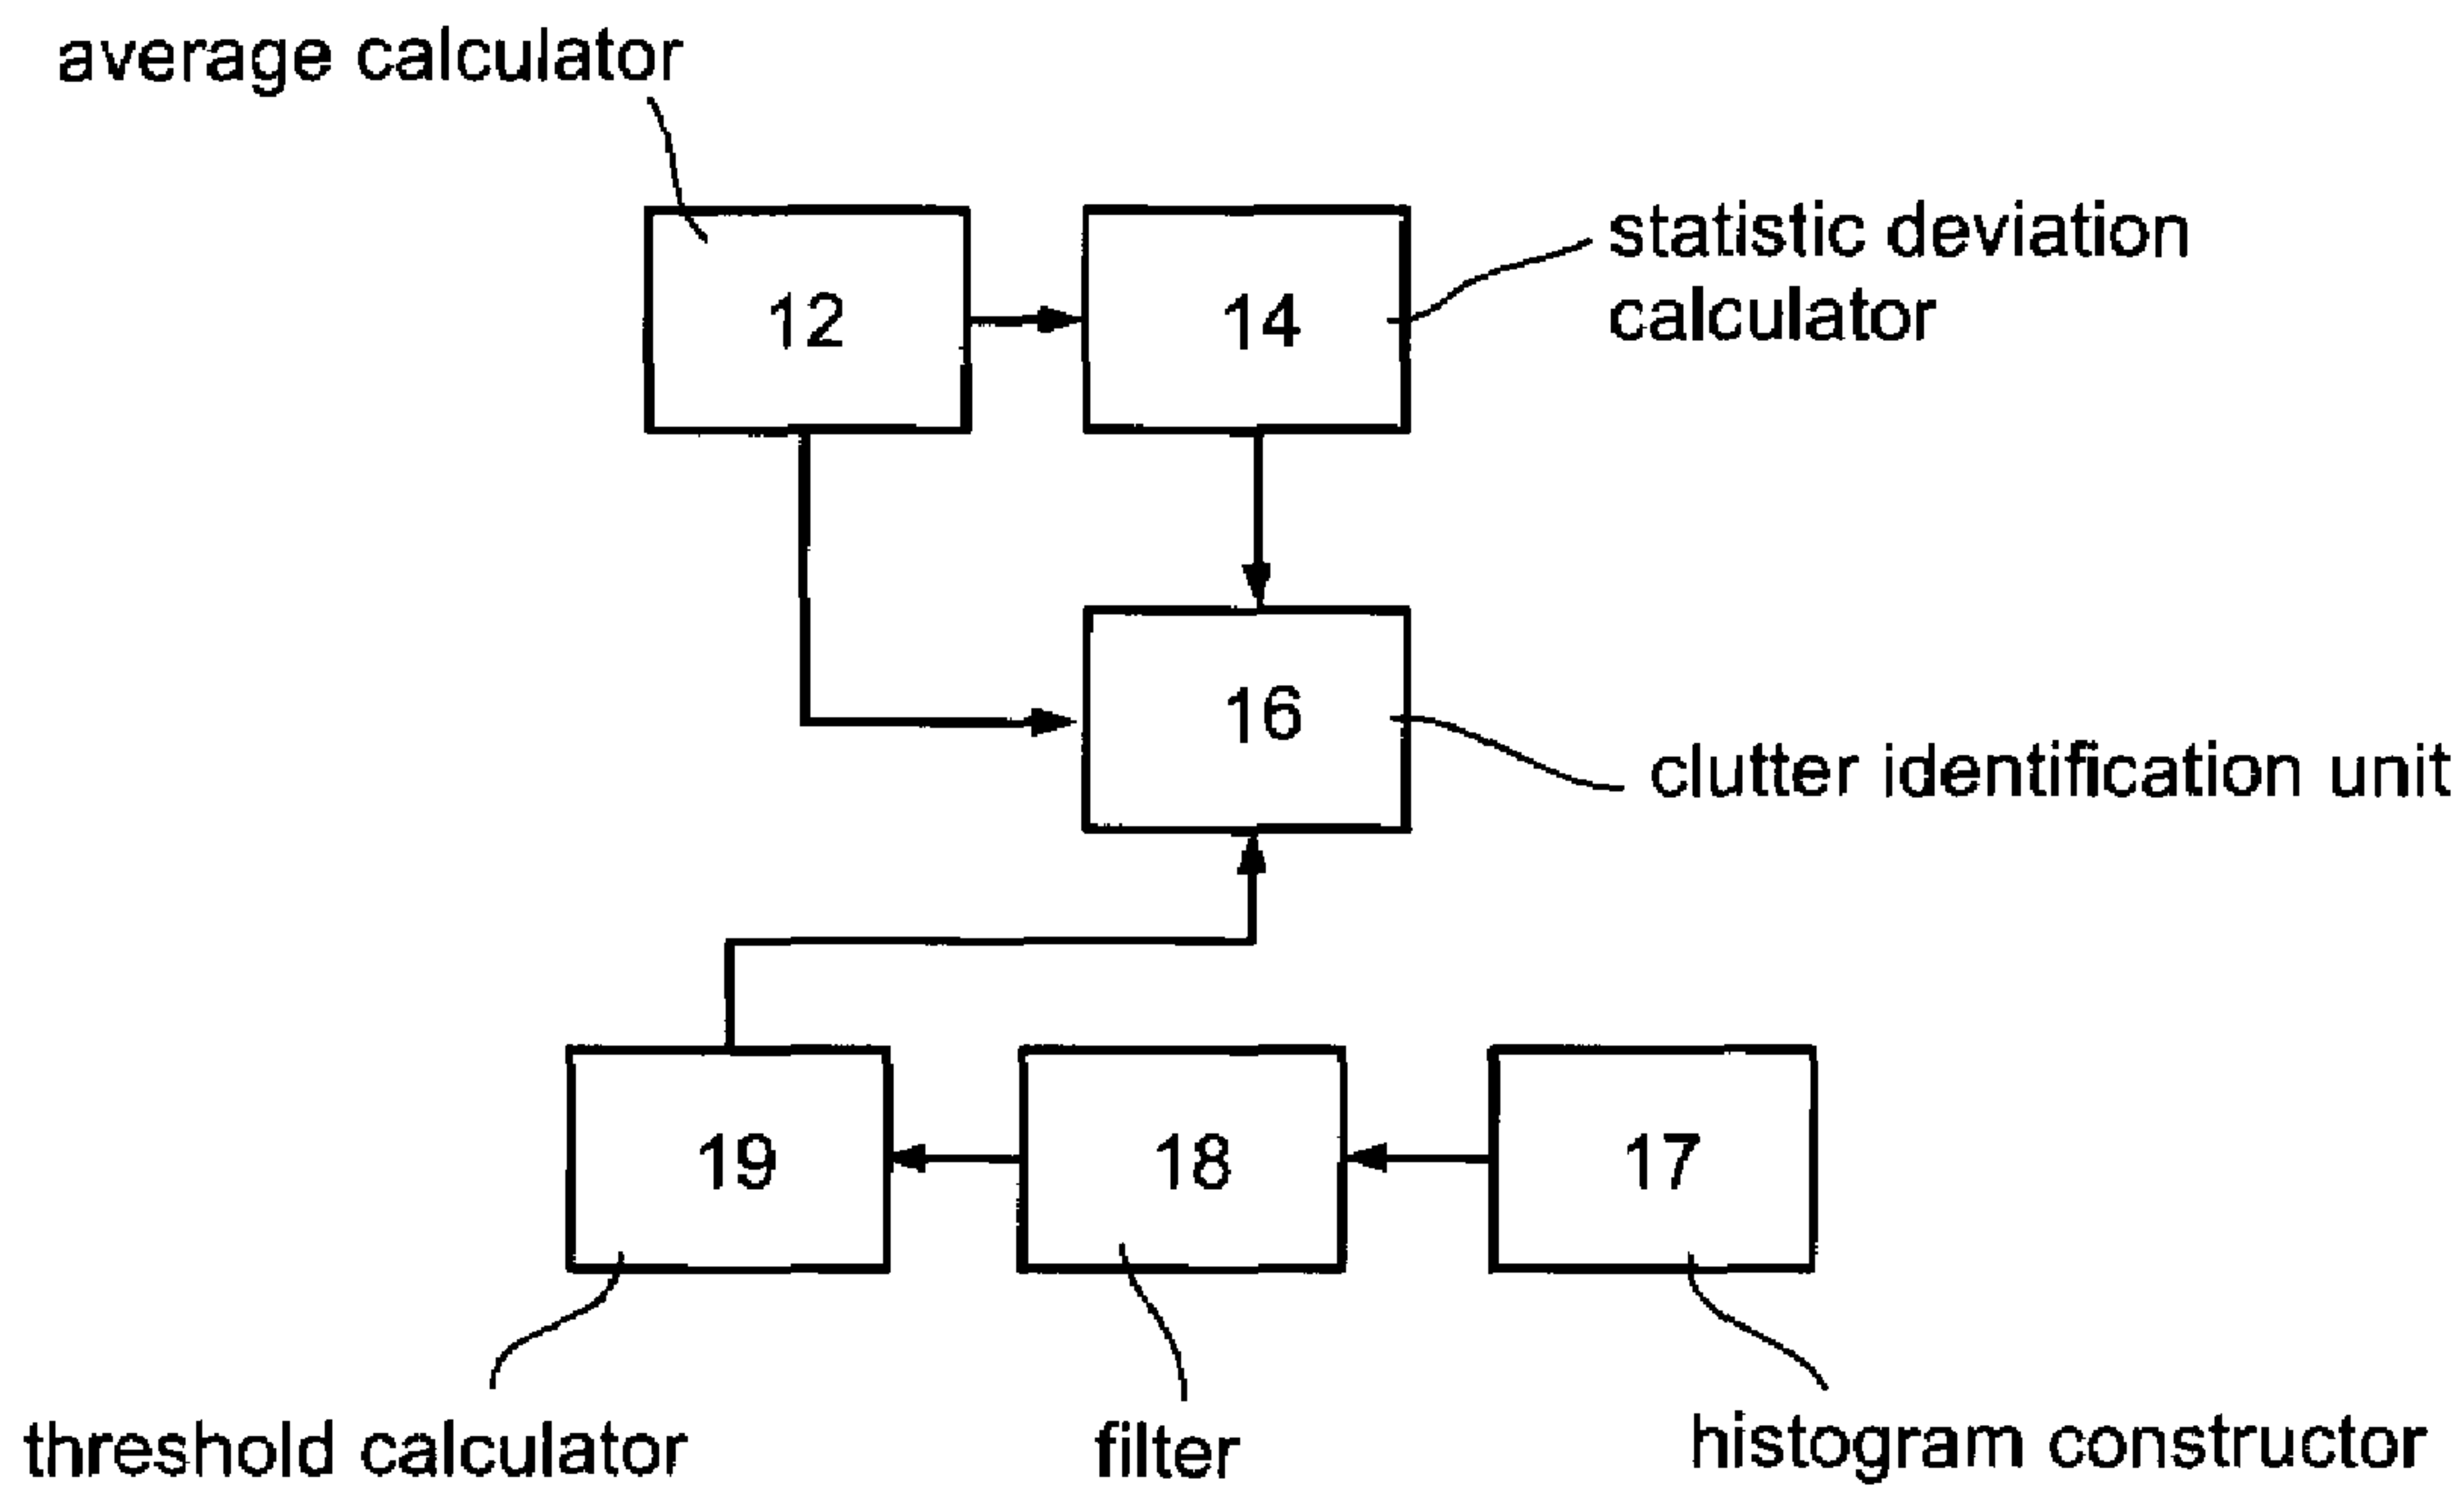 average calculator
12
14
statistic deviation
calculator
16
clutter identification unit
19
18
17
threshold calculator
filter
histogram constructor